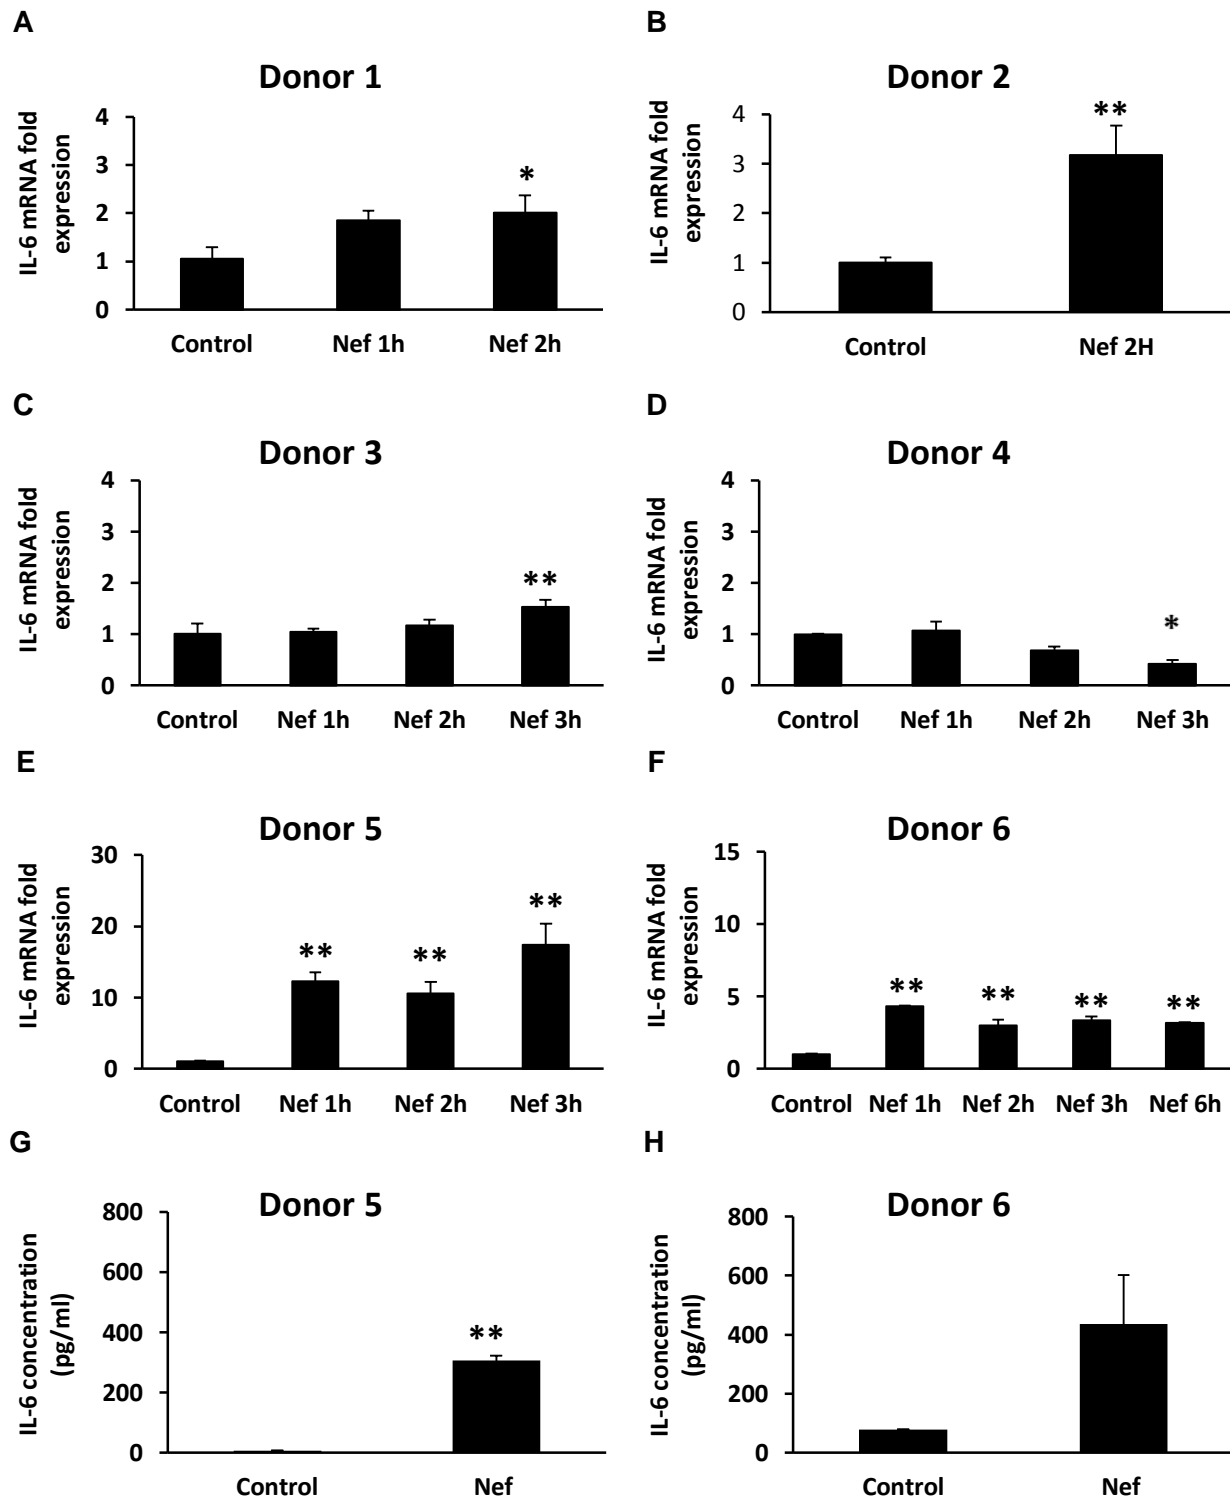 A
Donor 1
IL-6 mRNA fold
expression
4
3
2
1
0
*
Control Nef 1h Nef 2h
B
Donor 2
IL-6 mRNA fold
expression
4
3
2
1
0
**
Control Nef 2H
C
Donor 3
IL-6 mRNA fold
expression
4
3
2
1
0
**
Control Nef 1h Nef 2h Nef 3h
D
Donor 4
IL-6 mRNA fold
expression
4
3
2
1
0
*
Control Nef 1h Nef 2h Nef 3h
E
Donor 5
IL-6 mRNA fold
expression
30
20
10
0
** ** **
Control Nef 1h Nef 2h Nef 3h
F
Donor 6
IL-6 mRNA fold
expression
15
10
5
0
** ** ** **
Control Nef 1h Nef 2h Nef 3h Nef 6h
G
Donor 5
IL-6 concentration
(pg/ml)
800
600
400
200
0
**
Control Nef
H
Donor 6
IL-6 concentration
(pg/ml)
800
600
400
200
0
Control Nef